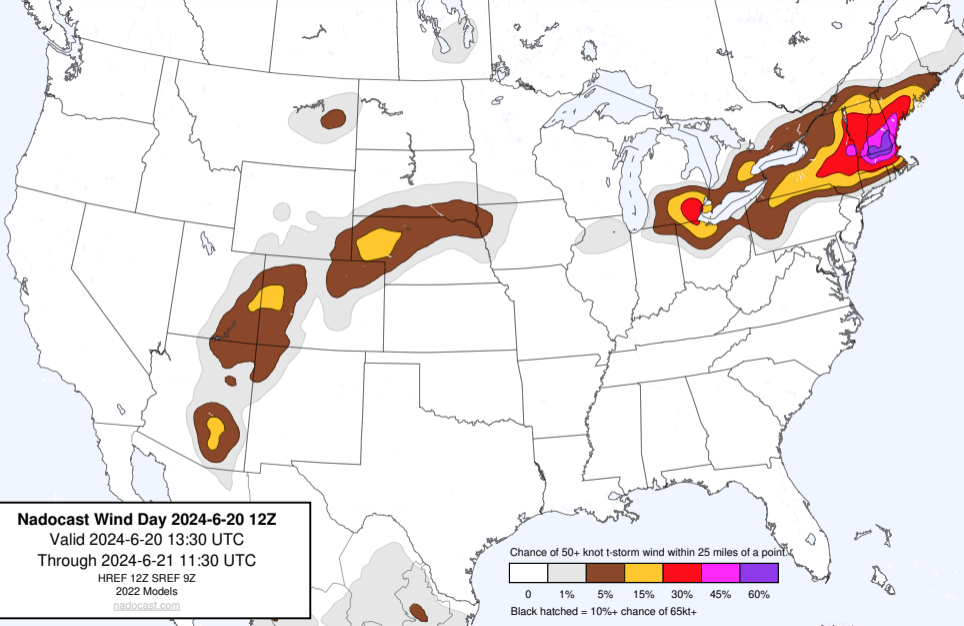 Nadocast Wind Day 2024-6-20 12Z
Valid 2024-6-20 13:30 UTC
Through 2024-6-21 11:30 UTC
HREF 12Z SREF 9Z
2022 Models
nadocast.com
Chance of 50+ knot t-storm wind within 25 miles of a point.
0 1% 5% 15% 30% 45% 60%
Black hatched = 10%+ chance of 65kt+